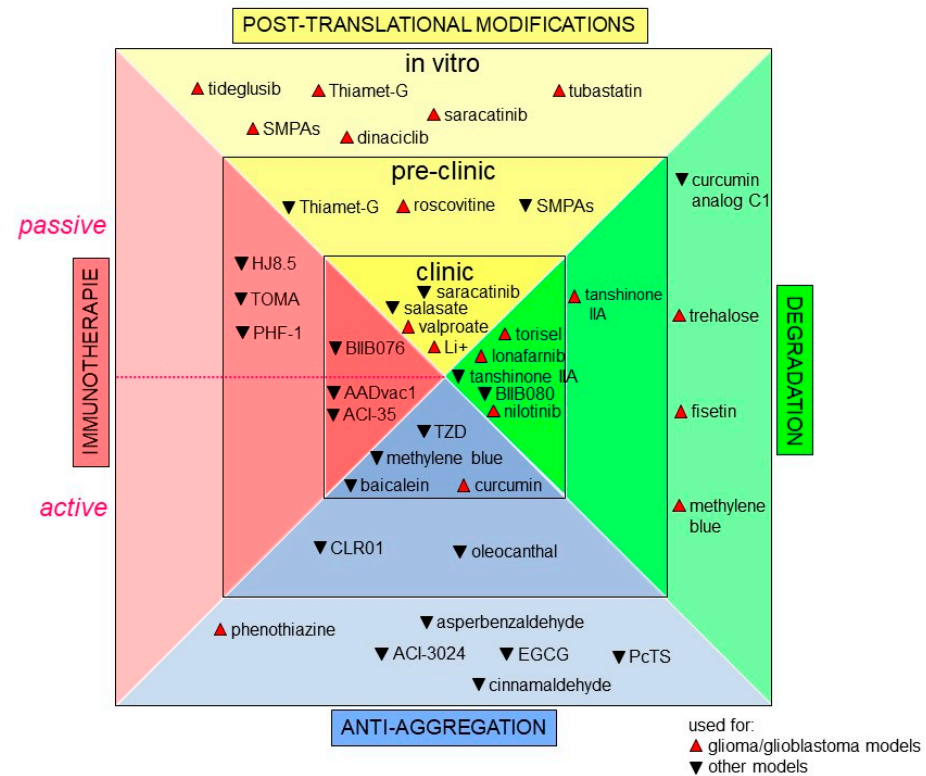 POST-TRANSLATIONAL MODIFICATIONS
in vitro
tideglusib
Thiamet-G
tubastatin
saracatinib
SMPAs
dinaciclib
pre-clinic
Thiamet-G
roscovitine
SMPAs
curcumin
analog C1
passive
IMMUNOTHERAPIE
active
HJ8.5
TOMA
PHF-1
clinic
saracatinib
salasate
valproate
Li+
BIIB076
AADvac1
ACI-35
torisel
lonafarnib
tanshinone IIA
BIIB080
nilotinib
tanshinone
IIA
trehalose
fisetin
methylene
blue
DEGRADATION
TZD
methylene blue
baicalein
curcumin
CLR01
oleocanthal
phenothiazine
asperbenzaldehyde
ACI-3024
EGCG
PcTS
cinnamaldehyde
ANTI-AGGREGATION
used for:
glioma/glioblastoma models
other models